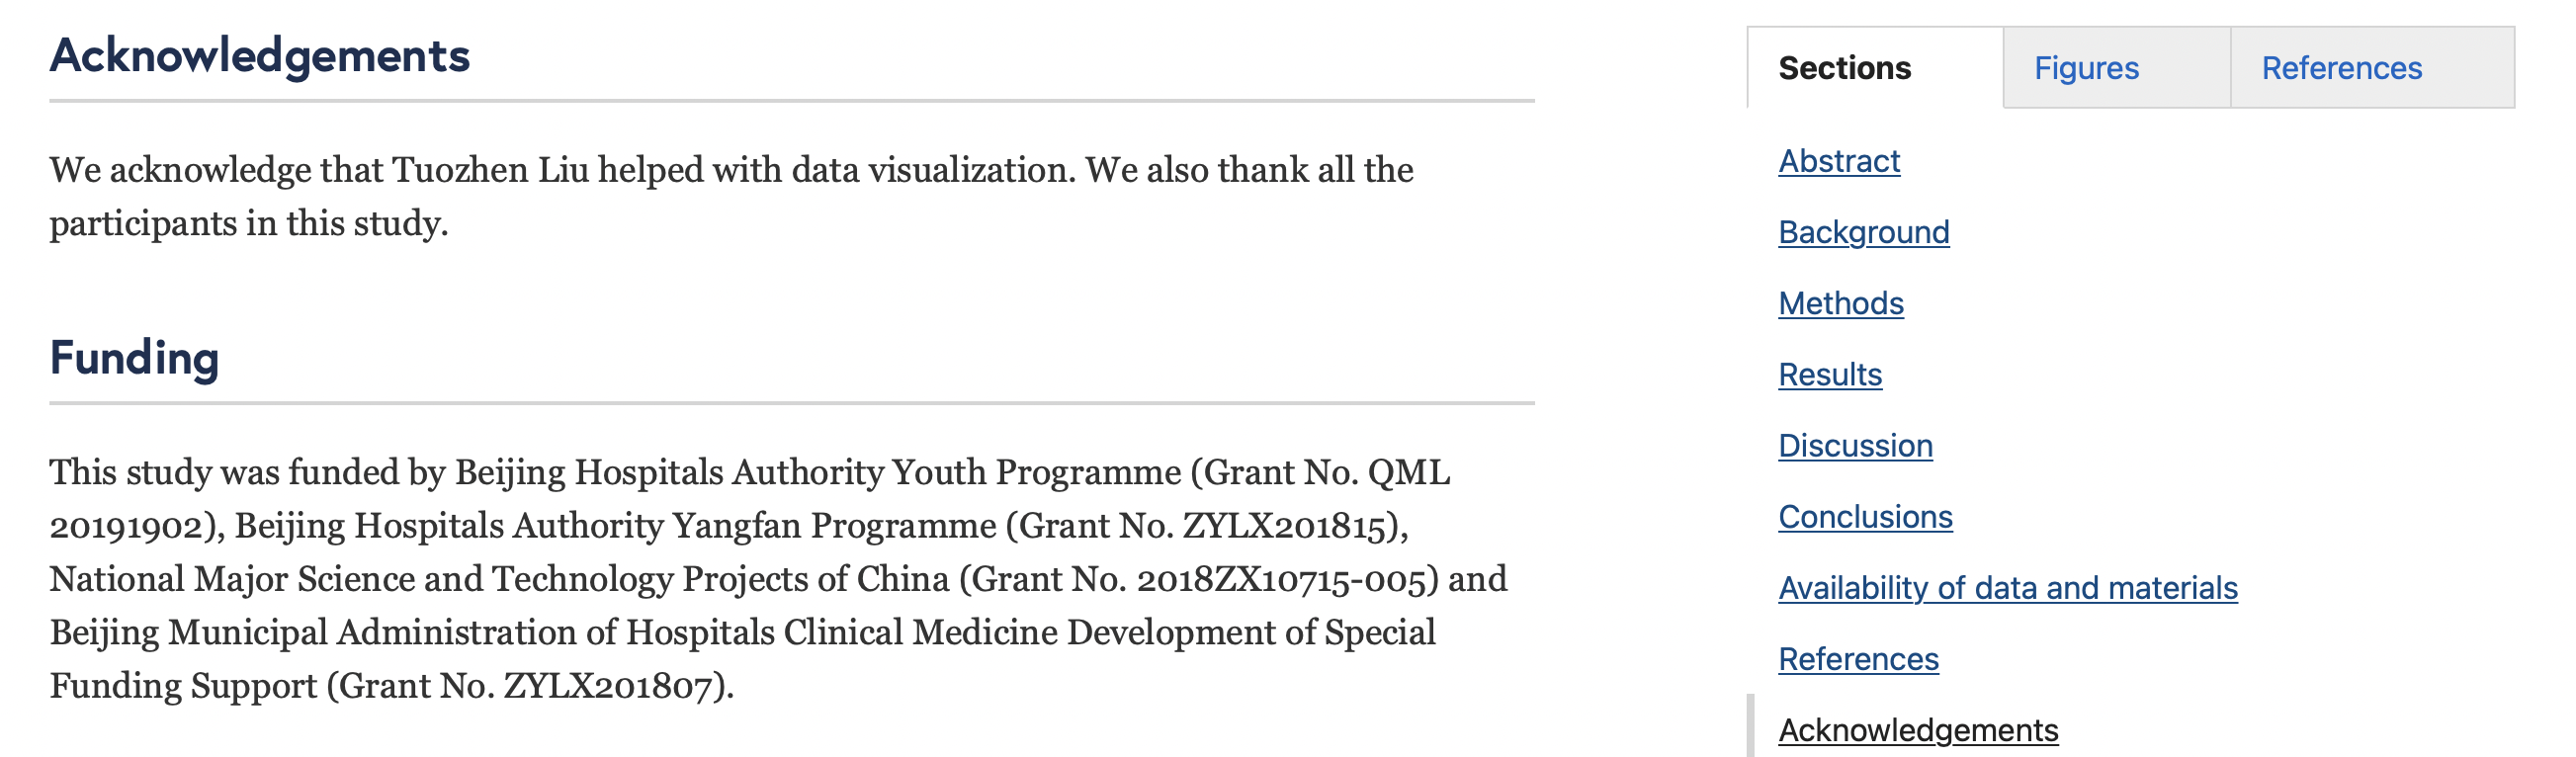 Acknowledgements
We acknowledge that Tuozhen Liu helped with data visualization. We also thank all the
participants in this study.
Funding
This study was funded by Beijing Hospitals Authority Youth Programme (Grant No. QML
20191902), Beijing Hospitals Authority Yangfan Programme (Grant No. ZYLX201815),
National Major Science and Technology Projects of China (Grant No. 2018ZX10715-005) and
Beijing Municipal Administration of Hospitals Clinical Medicine Development of Special
Funding Support (Grant No. ZYLX201807).
Sections Figures References
Abstract
Background
Methods
Results
Discussion
Conclusions
Availability of data and materials
References
Acknowledgements